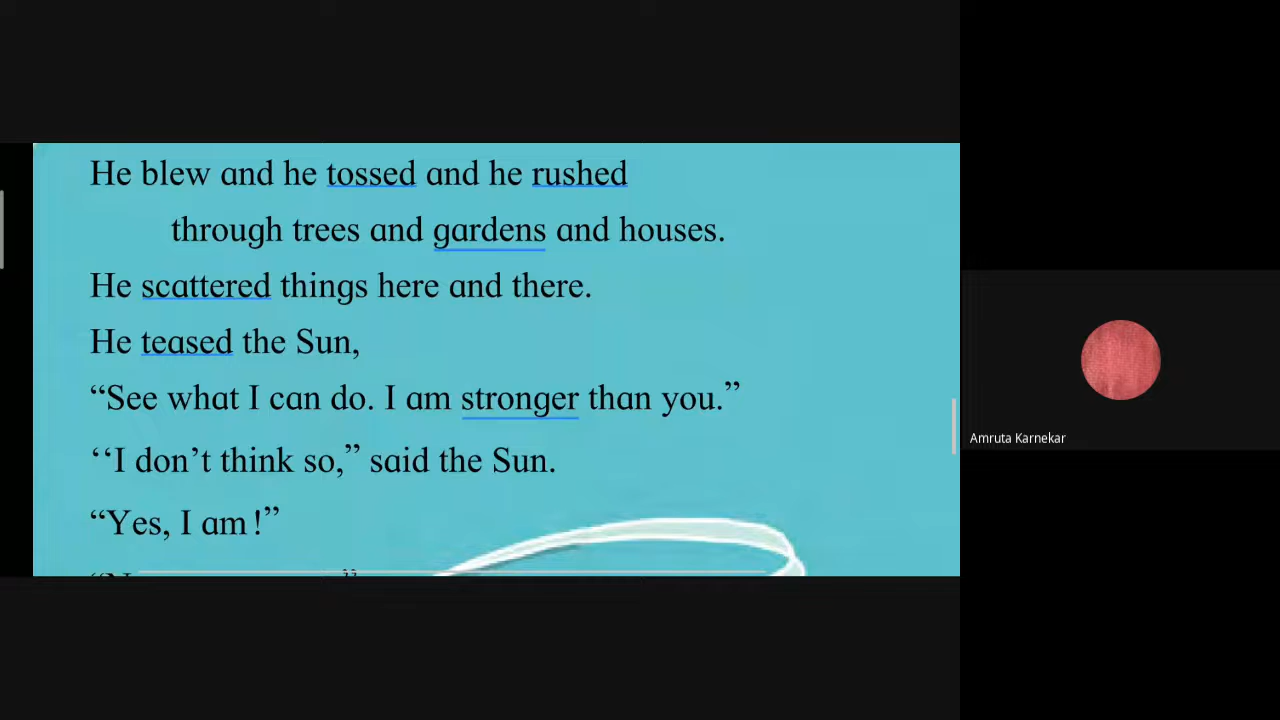 He blew and he tossed and he rushed
through trees and gardens and houses.
He scattered things here and there.
He teased the Sun,
“See what I can do. I am stronger than you.”
‘‘I don’t think so,” said the Sun.
“Yes, I am!”
Amruta Karnekar